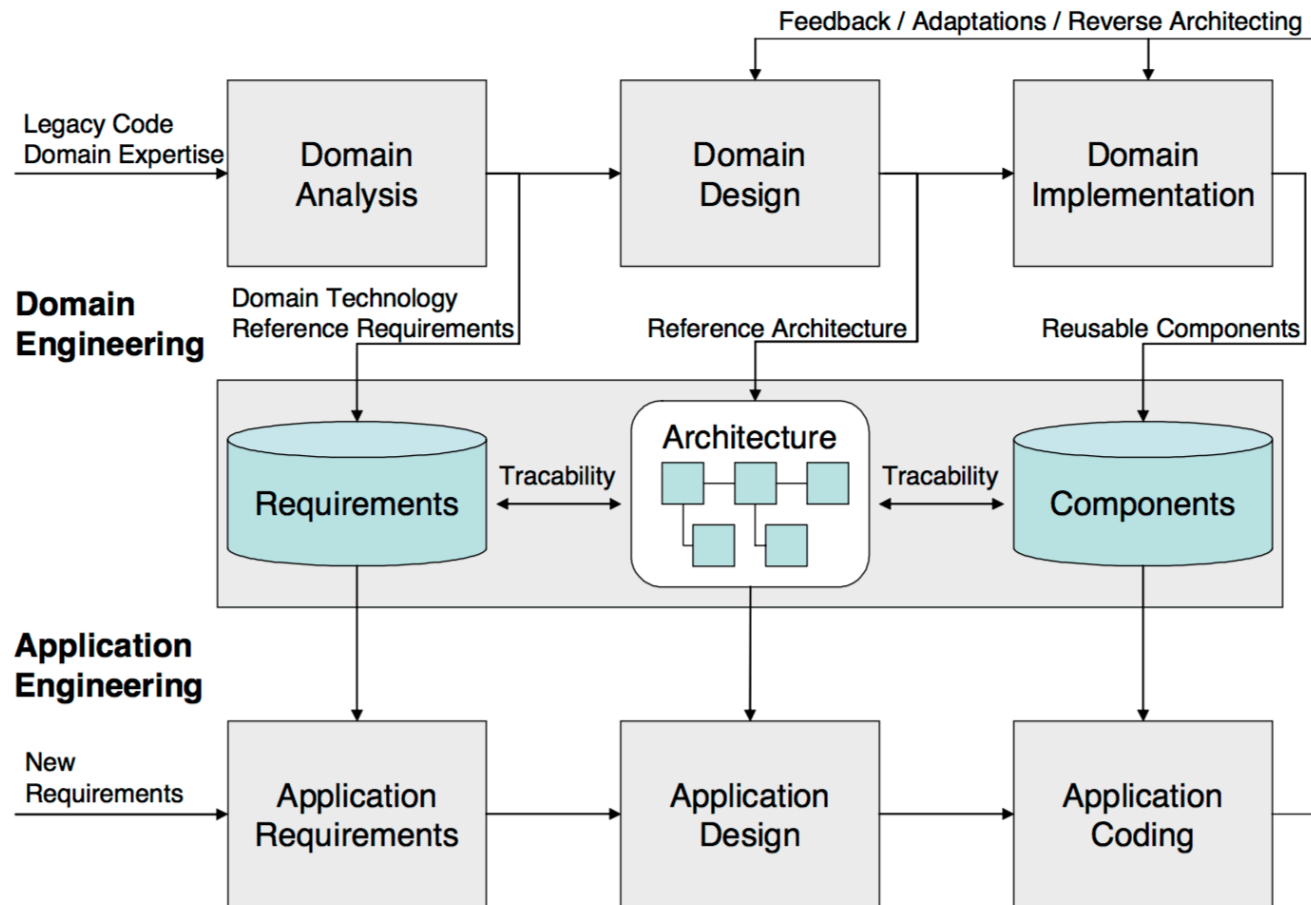 Feedback / Adaptations / Reverse Architecting
Legacy Code
Domain Expertise
Domain
Analysis
Domain
Design
Domain
Implementation
Domain
Engineering
Domain Technology
Reference Requirements
Reference Architecture
Reusable Components
Requirements
Tracability
Architecture
Tracability
Components
Application
Engineering
New
Requirements
Application
Requirements
Application
Design
Application
Coding